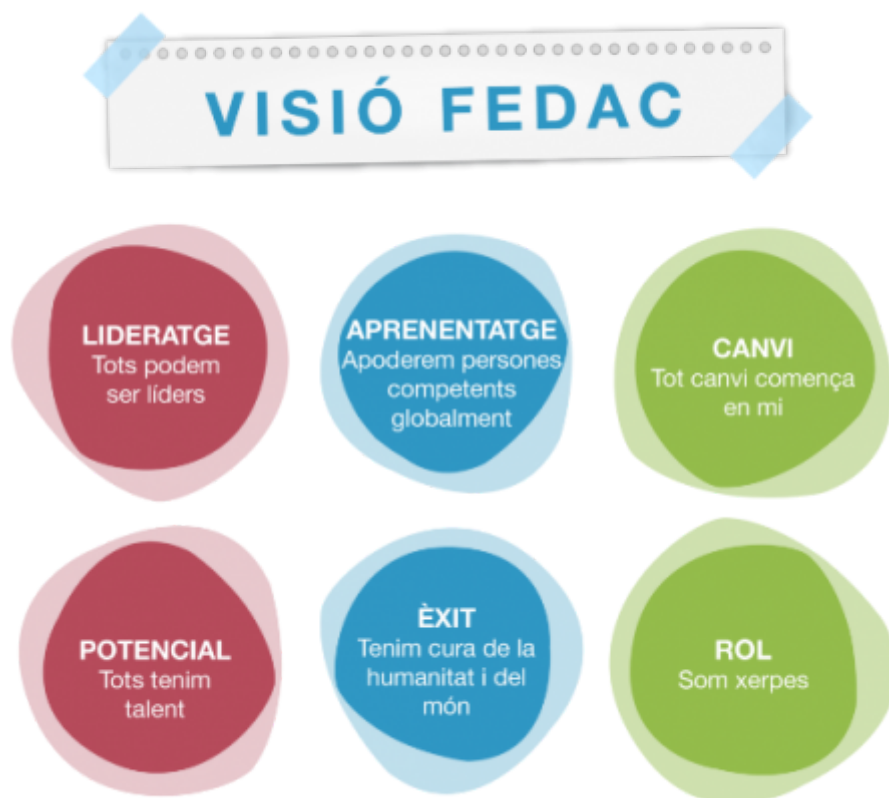 VISIÓ FEDAC
LIDERATGE
Tots podem
ser líders
APRENENTATGE
Apoderem persones
competents
globalment
CANVI
Tot canvi comença
en mi
POTENCIAL
Tots tenim
talent
ÈXIT
Tenim cura de la
humanitat i del
món
ROL
Som xerpes